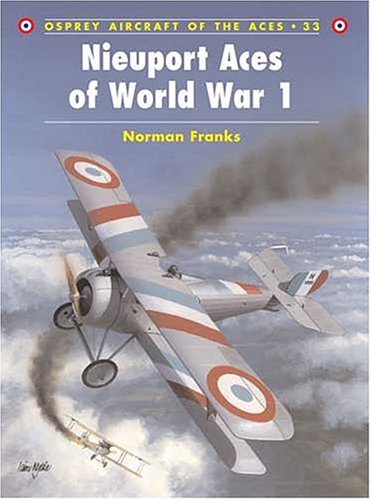 OSPREY AIRCRAFT OF THE ACES • 33
Nieuport Aces
of World War 1
Norman Franks
N